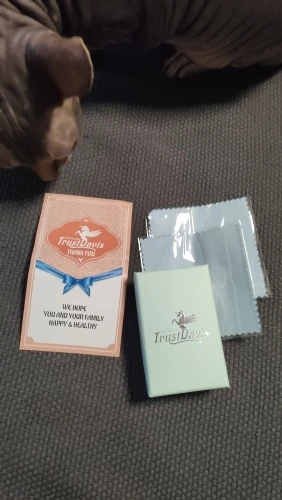 TrustDavis
THANK YOU
WE HOPE
YOU AND YOUR FAMILY
HAPPY & HEALTHY
TrustDavis